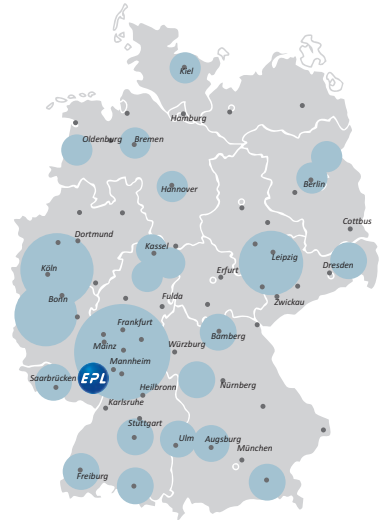 Kiel
Hamburg
Oldenburg
Bremen
Berlin
Hannover
Cottbus
Dortmund
Kassel
Leipzig
Köln
Erfurt
Dresden
Bonn
Fulda
Zwickau
Frankfurt
Bamberg
Mainz
Würzburg
Mannheim
Saarbrücken
EPL
Heilbronn
Nürnberg
Karlsruhe
Stuttgart
Ulm
Augsburg
München
Freiburg